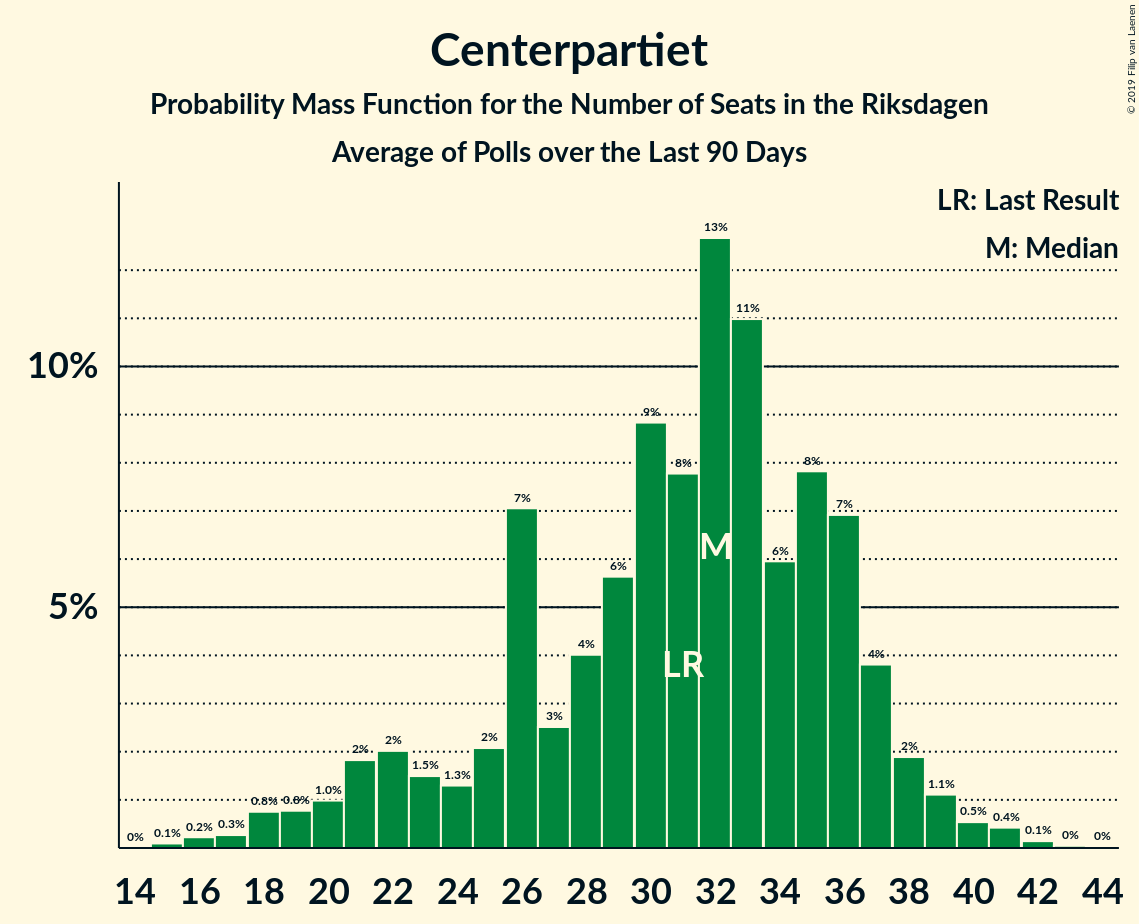 Centerpartiet
Probability Mass Function for the Number of Seats in the Riksdagen
Average of Polls over the Last 90 Days
© 2019 Filip van Laenen
LR: Last Result
M: Median
10%
5%
0% 0.1% 0.2% 0.3% 0.8% 0.8% 1.0% 2% 2% 1.5% 1.3% 2% 7% 3% 4% 6% 9% 8% 13% 11% 6% 8% 7% 4% 2% 1.1% 0.5% 0.4% 0.1% 0% 0%
M
LR
14 16 18 20 22 24 26 28 30 32 34 36 38 40 42 44